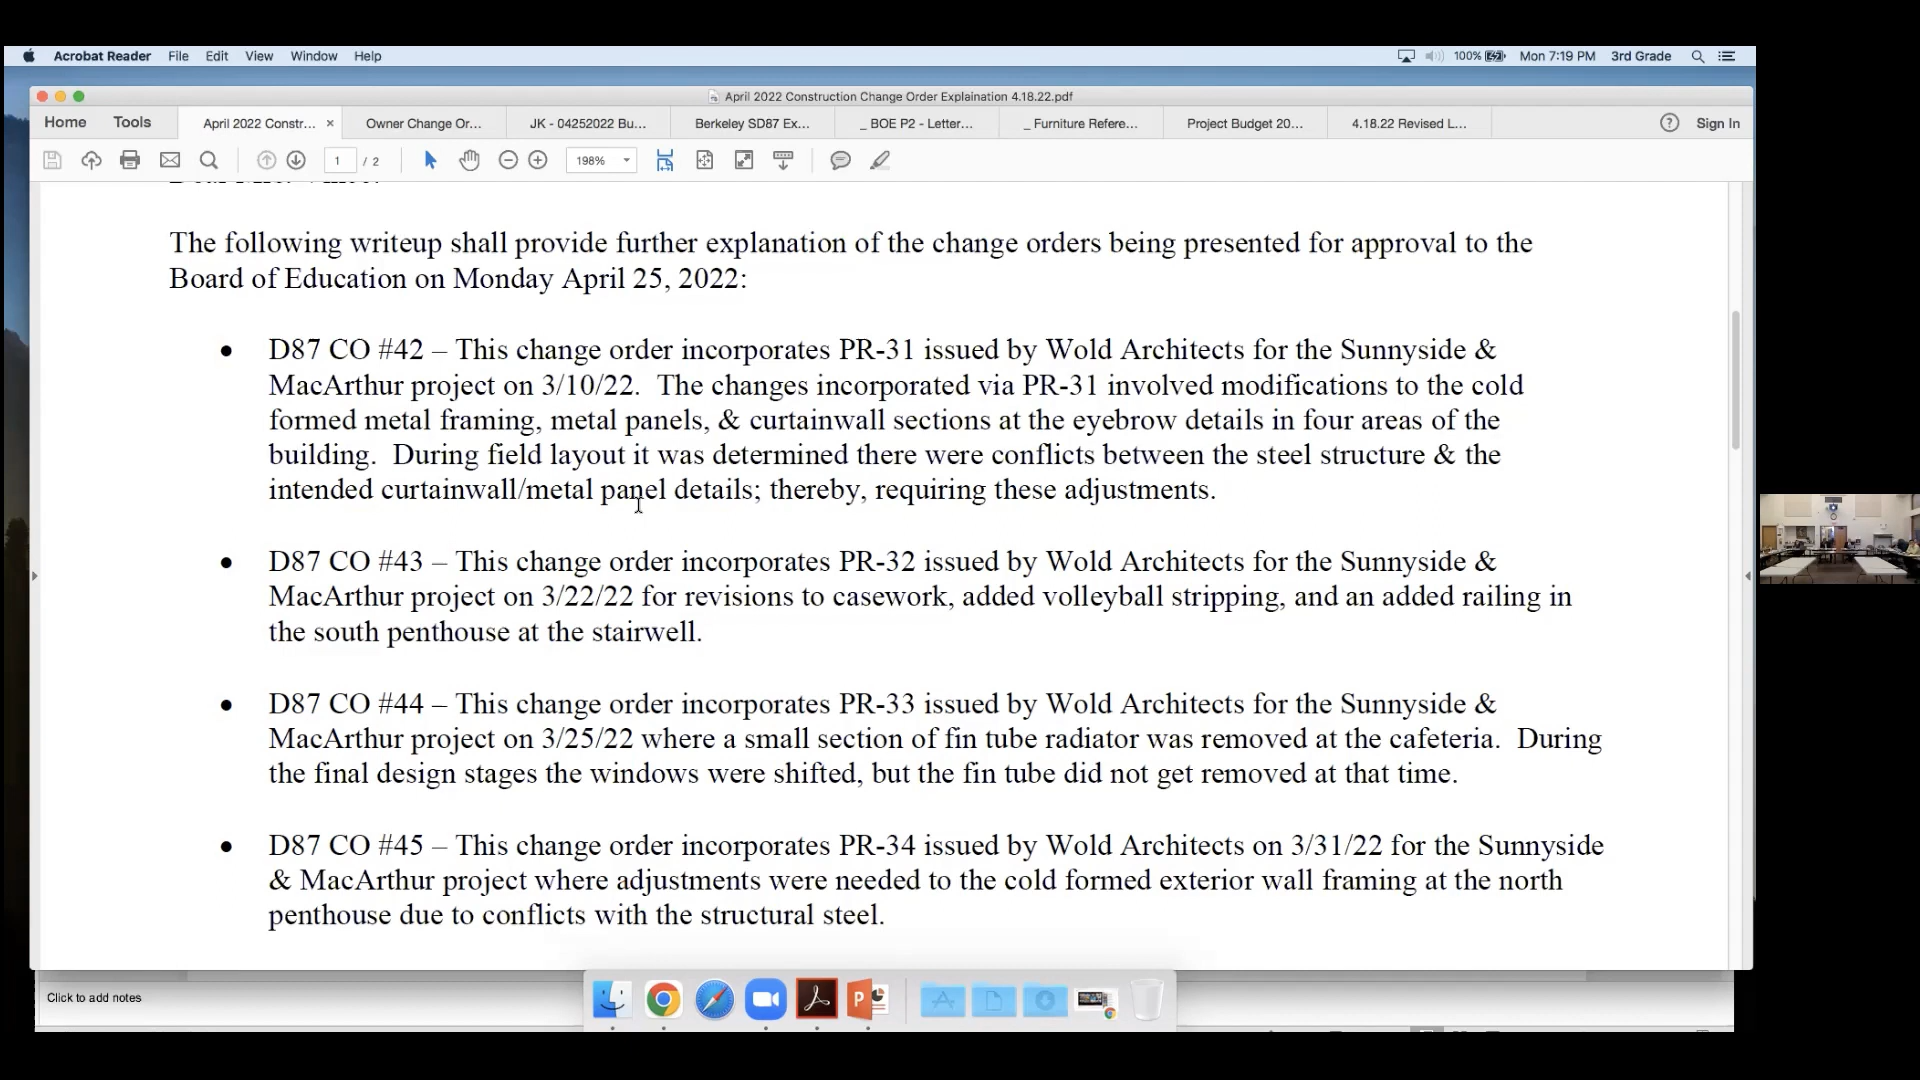 Acrobat Reader File Edit View Window Help 100% Mon 7:19 PM 3rd Grade
April 2022 Construction Change Order Explaination 4.18.22.pdf
Home Tools April 2022 Constr... × Owner Change Or... JK - 04252022 Bu... Berkeley SD87 Ex... _ BOE P2 - Letter... _ Furniture Refere... Project Budget 20... 4.18.22 Revised L... ? Sign In
1 / 2 198%
The following writeup shall provide further explanation of the change orders being presented for approval to the
Board of Education on Monday April 25, 2022:
● D87 CO #42 – This change order incorporates PR-31 issued by Wold Architects for the Sunnyside &
MacArthur project on 3/10/22. The changes incorporated via PR-31 involved modifications to the cold
formed metal framing, metal panels, & curtainwall sections at the eyebrow details in four areas of the
building. During field layout it was determined there were conflicts between the steel structure & the
intended curtainwall/metal panel details; thereby, requiring these adjustments.
● D87 CO #43 – This change order incorporates PR-32 issued by Wold Architects for the Sunnyside &
MacArthur project on 3/22/22 for revisions to casework, added volleyball stripping, and an added railing in
the south penthouse at the stairwell.
● D87 CO #44 – This change order incorporates PR-33 issued by Wold Architects for the Sunnyside &
MacArthur project on 3/25/22 where a small section of fin tube radiator was removed at the cafeteria. During
the final design stages the windows were shifted, but the fin tube did not get removed at that time.
● D87 CO #45 – This change order incorporates PR-34 issued by Wold Architects on 3/31/22 for the Sunnyside
& MacArthur project where adjustments were needed to the cold formed exterior wall framing at the north
penthouse due to conflicts with the structural steel.
Click to add notes
P